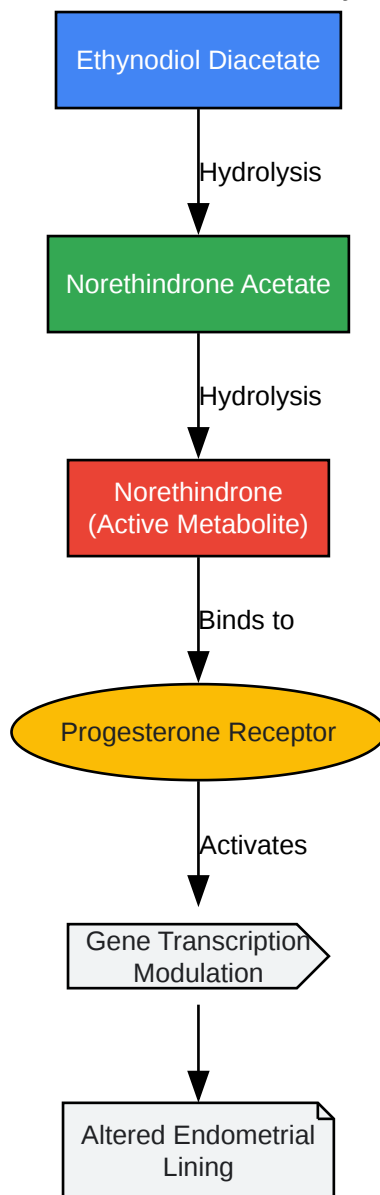 Ethynodiol Diacetate
Hydrolysis
Norethindrone Acetate
Hydrolysis
Norethindrone
(Active Metabolite)
Binds to
Progesterone Receptor
Activates
Gene Transcription
Modulation
Altered Endometrial
Lining